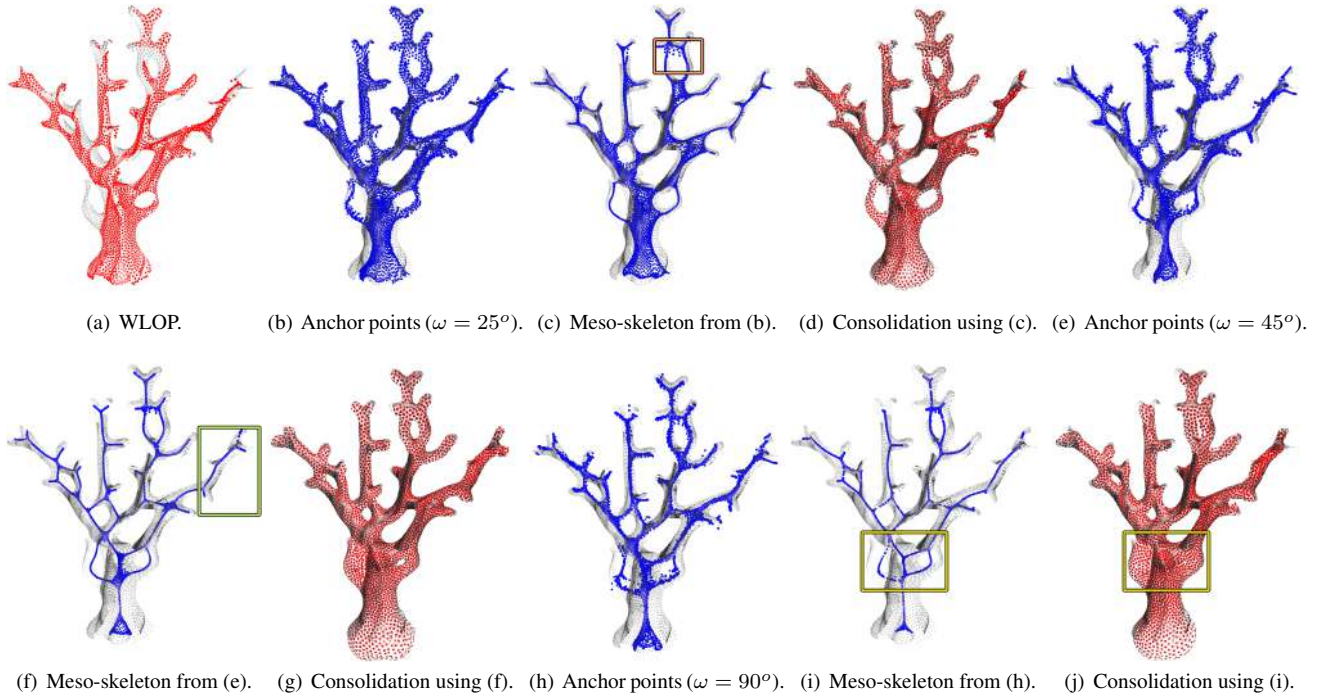 (a) WLOP.
(b) Anchor points (ω = 25°).
(c) Meso-skeleton from (b).
(d) Consolidation using (c).
(e) Anchor points (ω = 45°).
(f) Meso-skeleton from (e).
(g) Consolidation using (f).
(h) Anchor points (ω = 90°).
(i) Meso-skeleton from (h).
(j) Consolidation using (i).